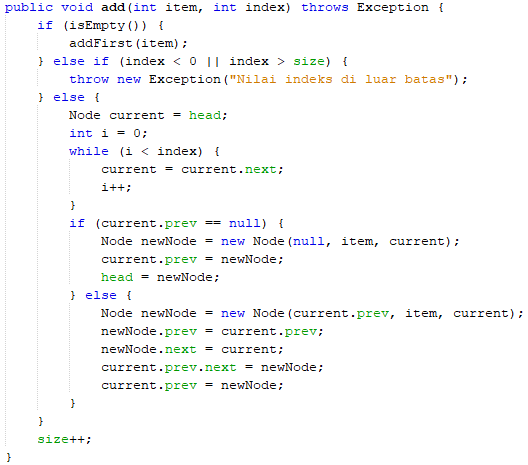 public void add(int item, int index) throws Exception {
    if (isEmpty()) {
        addFirst(item);
    } else if (index < 0 || index > size) {
        throw new Exception("Nilai indeks di luar batas");
    } else {
        Node current = head;
        int i = 0;
        while (i < index) {
            current = current.next;
            i++;
        }
        if (current.prev == null) {
            Node newNode = new Node(null, item, current);
            current.prev = newNode;
            head = newNode;
        } else {
            Node newNode = new Node(current.prev, item, current);
            newNode.prev = current.prev;
            newNode.next = current;
            current.prev.next = newNode;
            current.prev = newNode;
        }
    }
    size++;
}